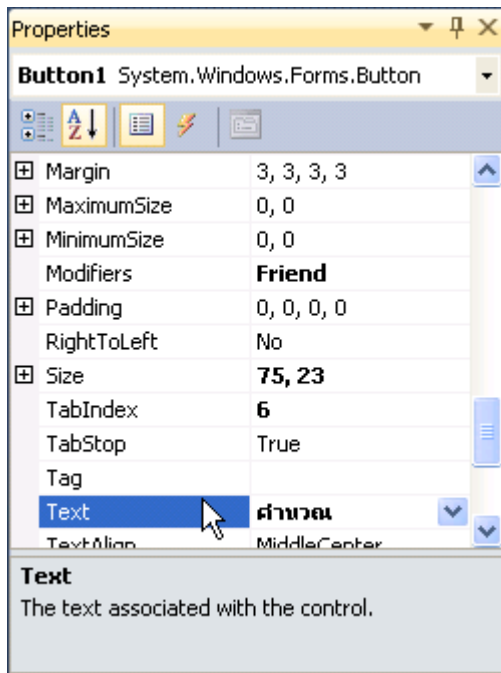 Properties
Button1 System.Windows.Forms.Button
Margin 3, 3, 3, 3
MaximumSize 0, 0
MinimumSize 0, 0
Modifiers Friend
Padding 0, 0, 0, 0
RightToLeft No
Size 75, 23
TabIndex 6
TabStop True
Tag
Text คำนวณ
TextAlign MiddleCenter
Text
The text associated with the control.